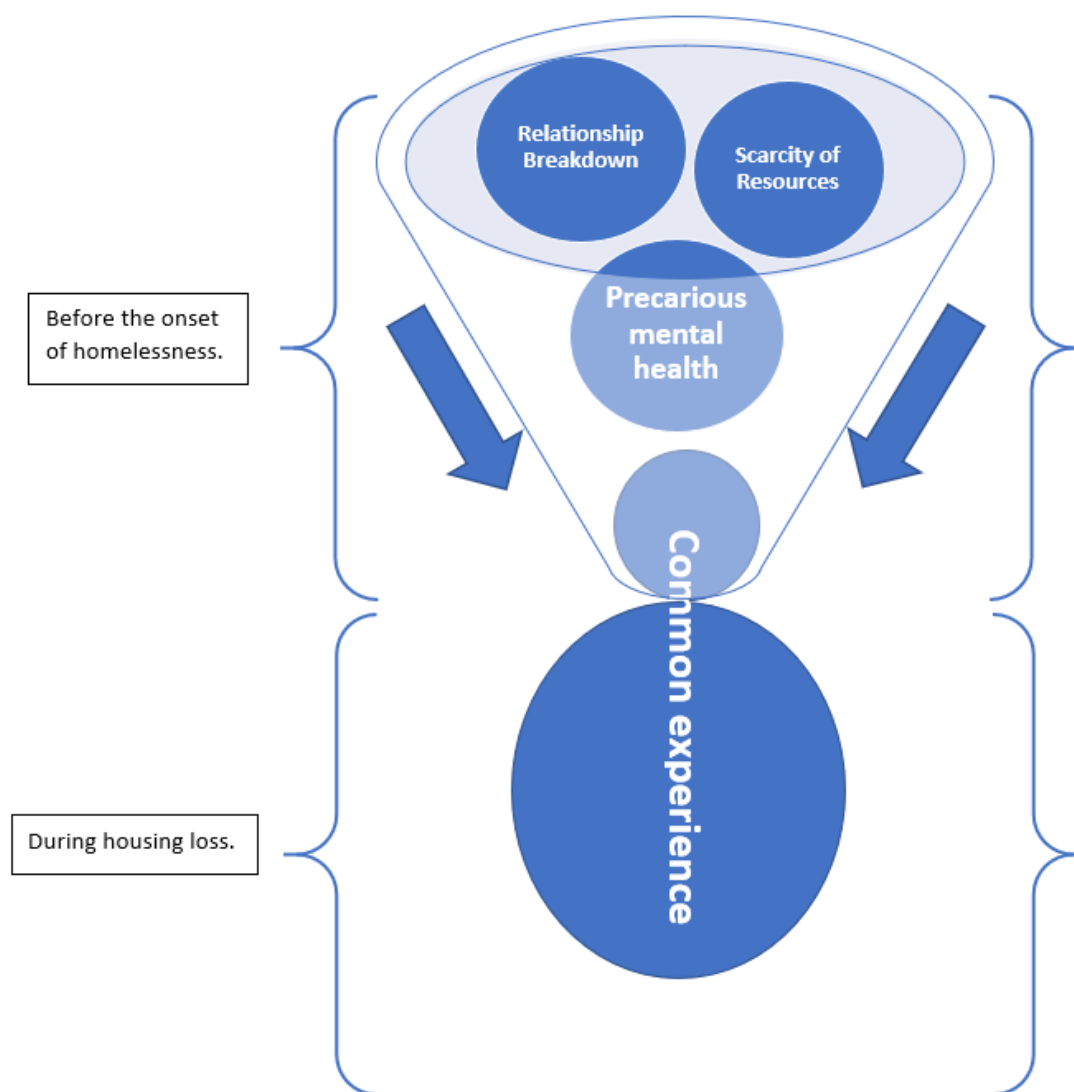 Relationship
Breakdown
Scarcity of
Resources
Precarious
mental
health
Before the onset
of homelessness.
Common experience
During housing loss.